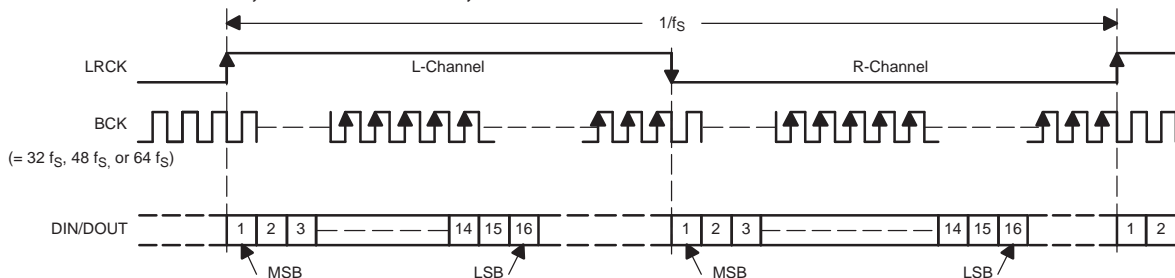 1/fS
LRCK
L-Channel
R-Channel
BCK
(= 32 fS, 48 fS, or 64 fS)
DIN/DOUT
1 2 3 14 15 16 1 2 3 14 15 16 1 2
MSB LSB MSB LSB